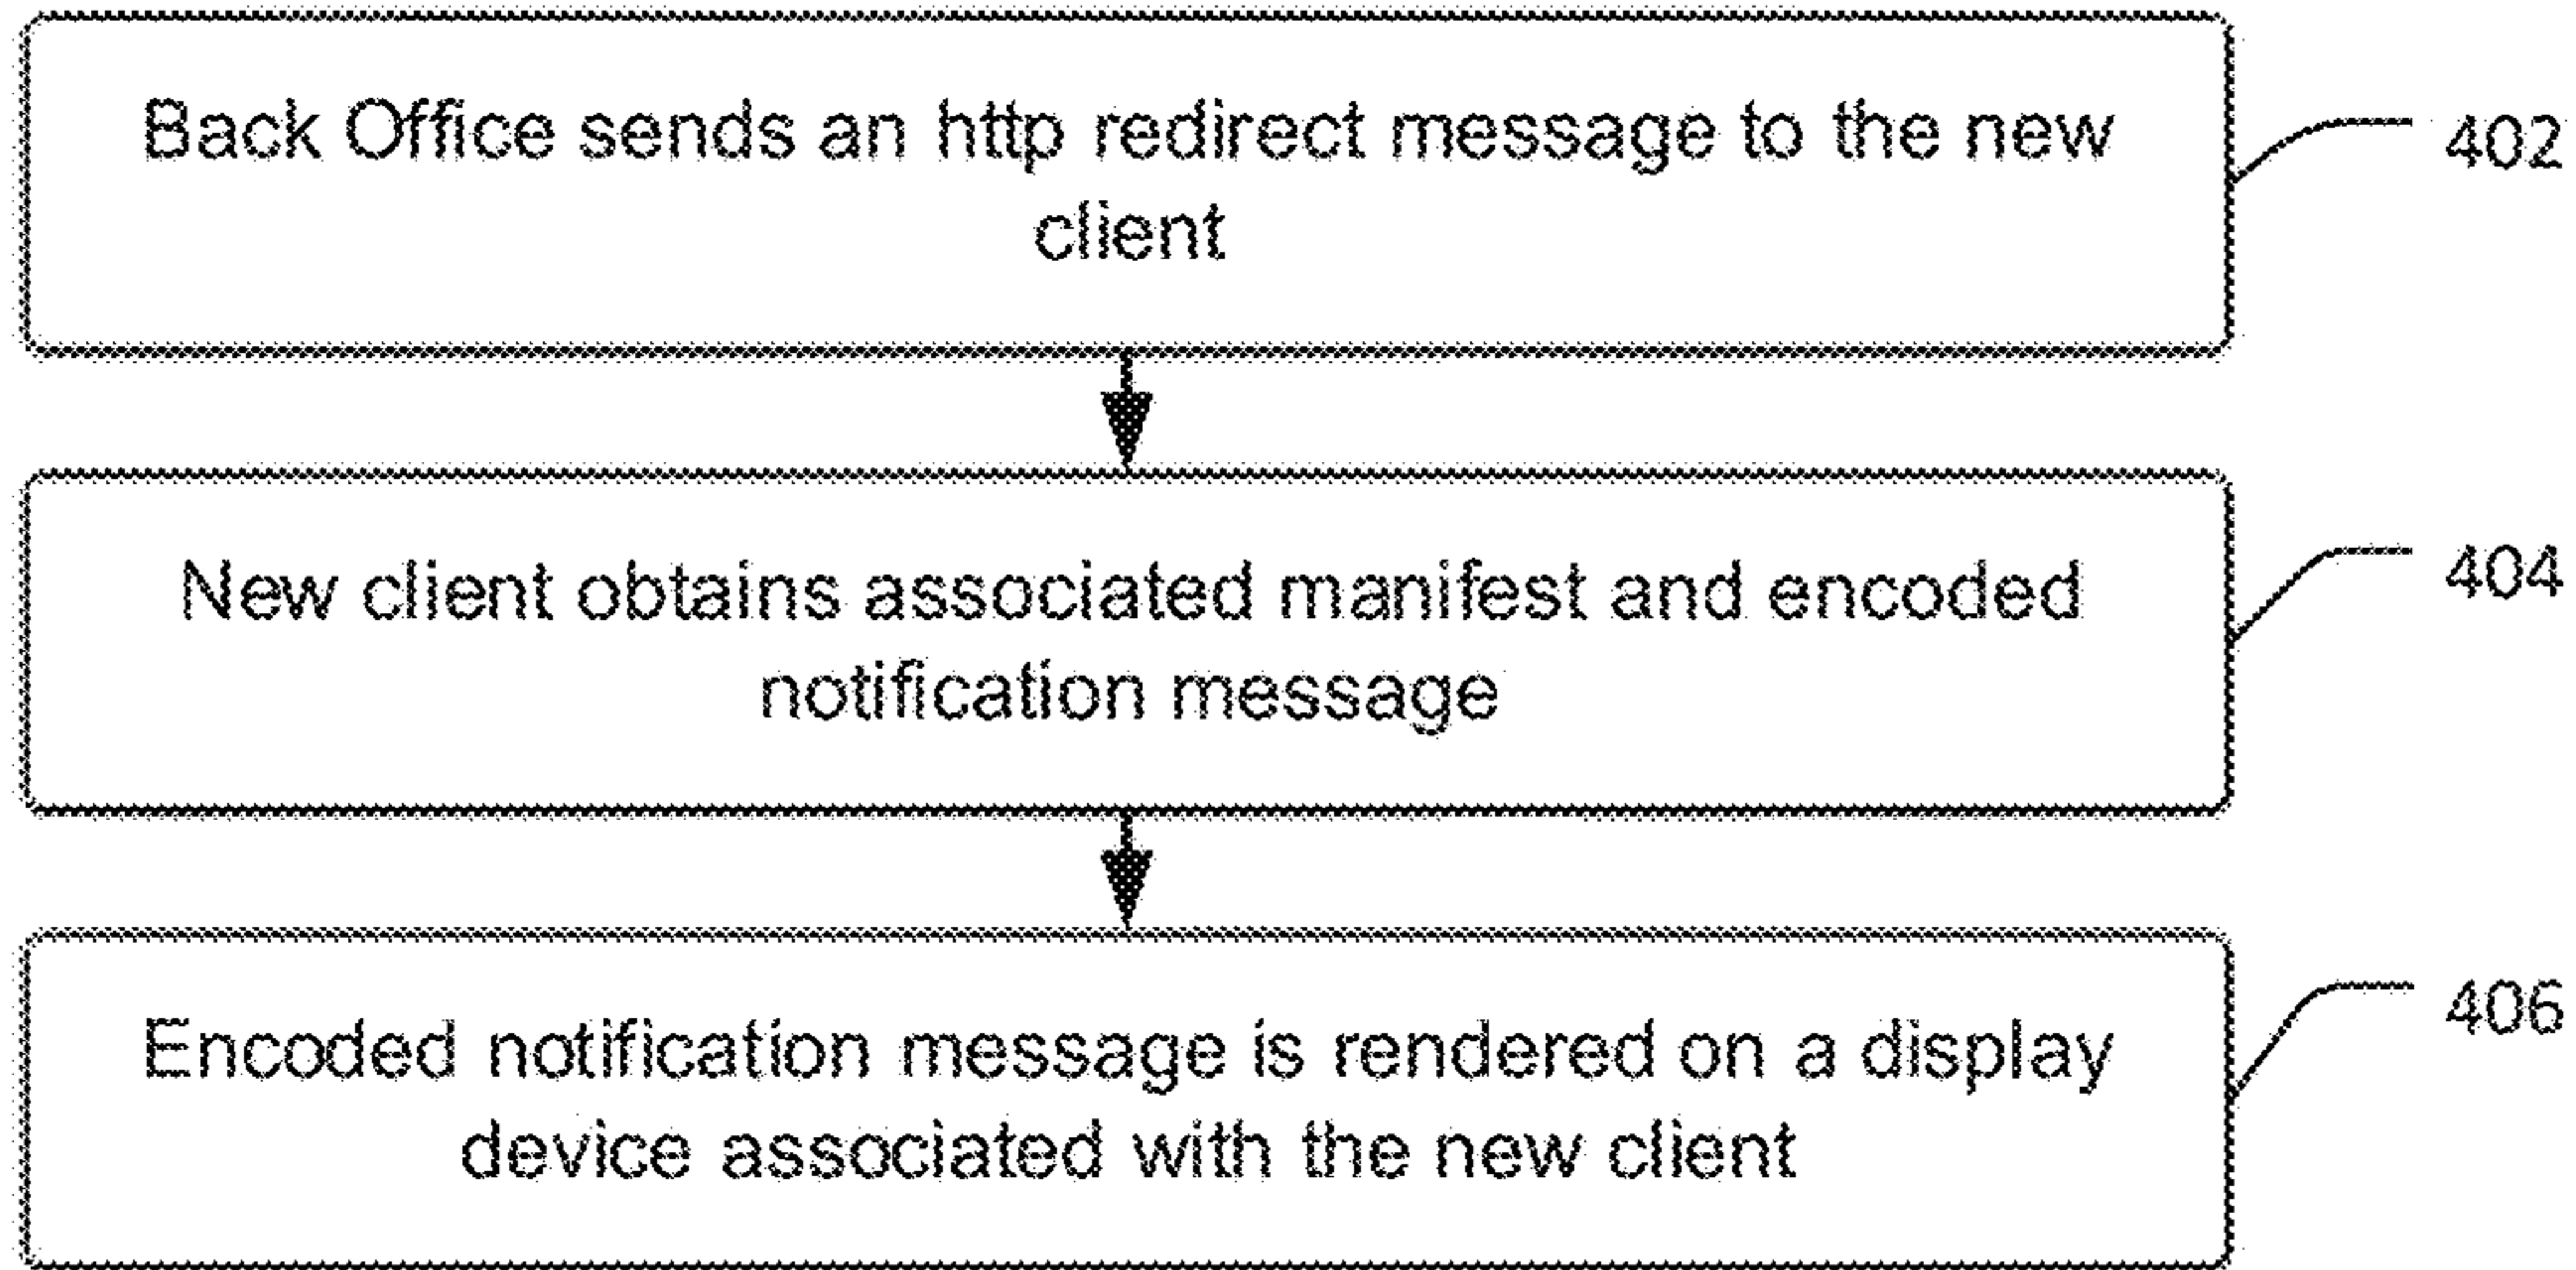 Back Office sends an http redirect message to the new
client
402
New client obtains associated manifest and encoded
notification message
404
Encoded notification message is rendered on a display
device associated with the new client
406